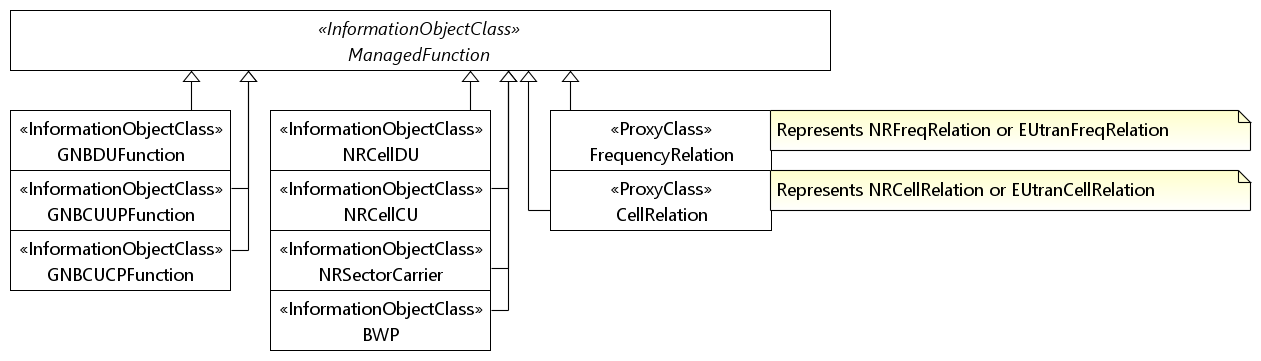 «InformationObjectClass»
ManagedFunction
«InformationObjectClass»
GNBDUFunction
«InformationObjectClass»
GNBCUUPFunction
«InformationObjectClass»
GNBCUCPFunction
«InformationObjectClass»
NRCellDU
«InformationObjectClass»
NRCellCU
«InformationObjectClass»
NRSectorCarrier
«InformationObjectClass»
BWP
«ProxyClass»
FrequencyRelation
Represents NRFreqRelation or EUtranFreqRelation
«ProxyClass»
CellRelation
Represents NRCellRelation or EUtranCellRelation